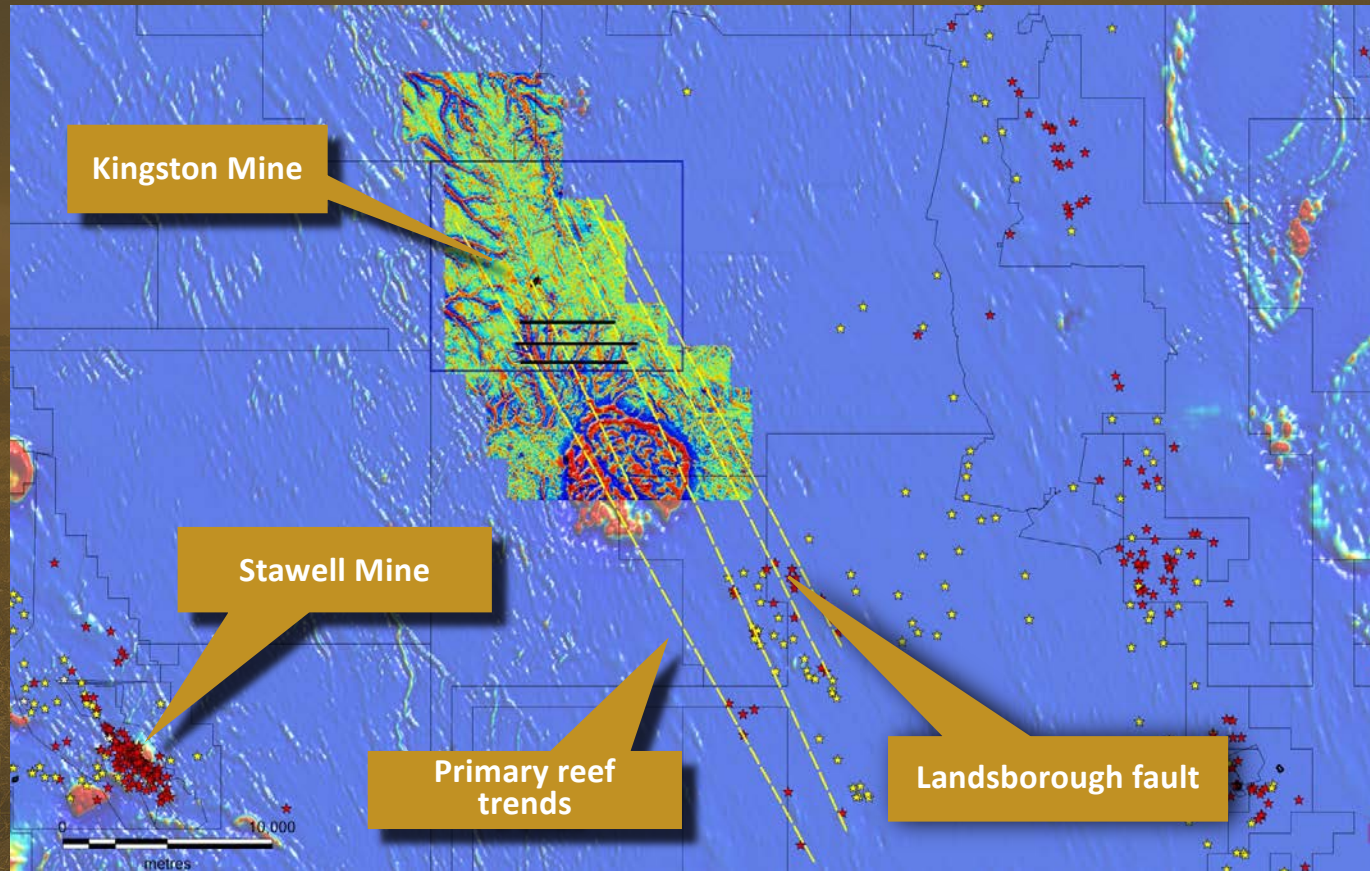 Kingston Mine
Stawell Mine
Primary reef
trends
Landsborough fault
0 10 000
metres